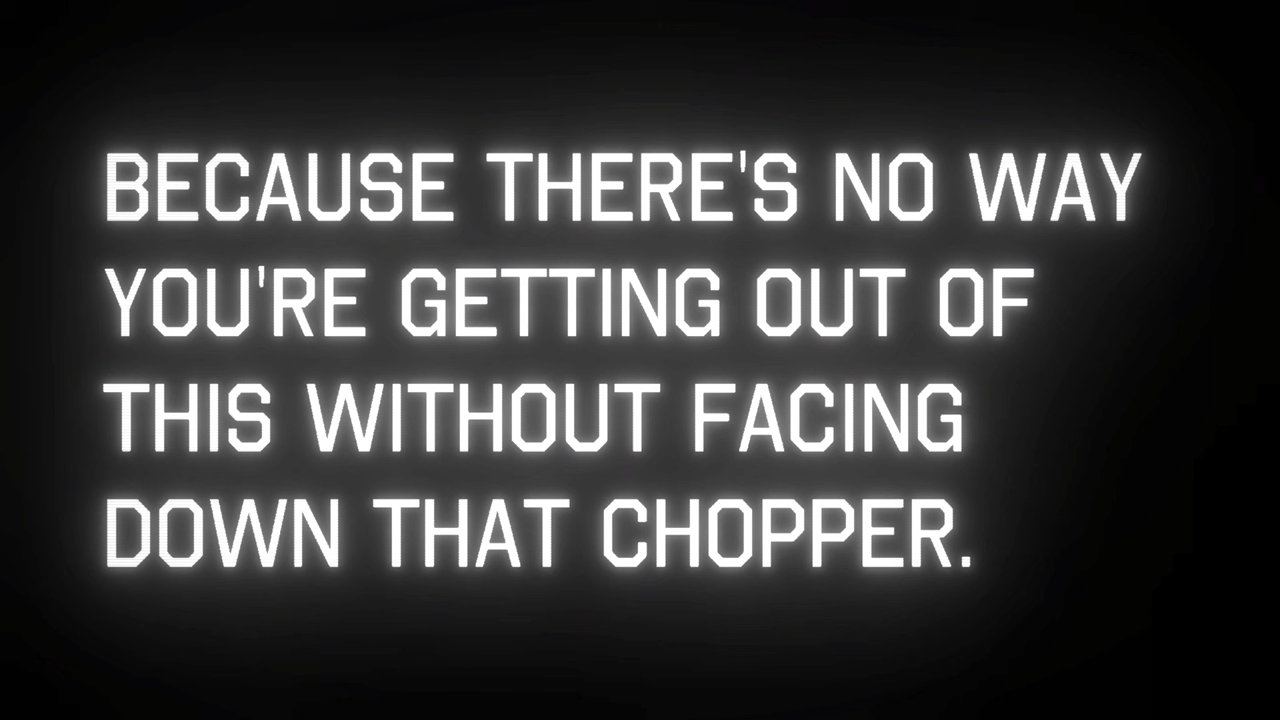 BECAUSE THERE'S NO WAY
YOU'RE GETTING OUT OF
THIS WITHOUT FACING
DOWN THAT CHOPPER.